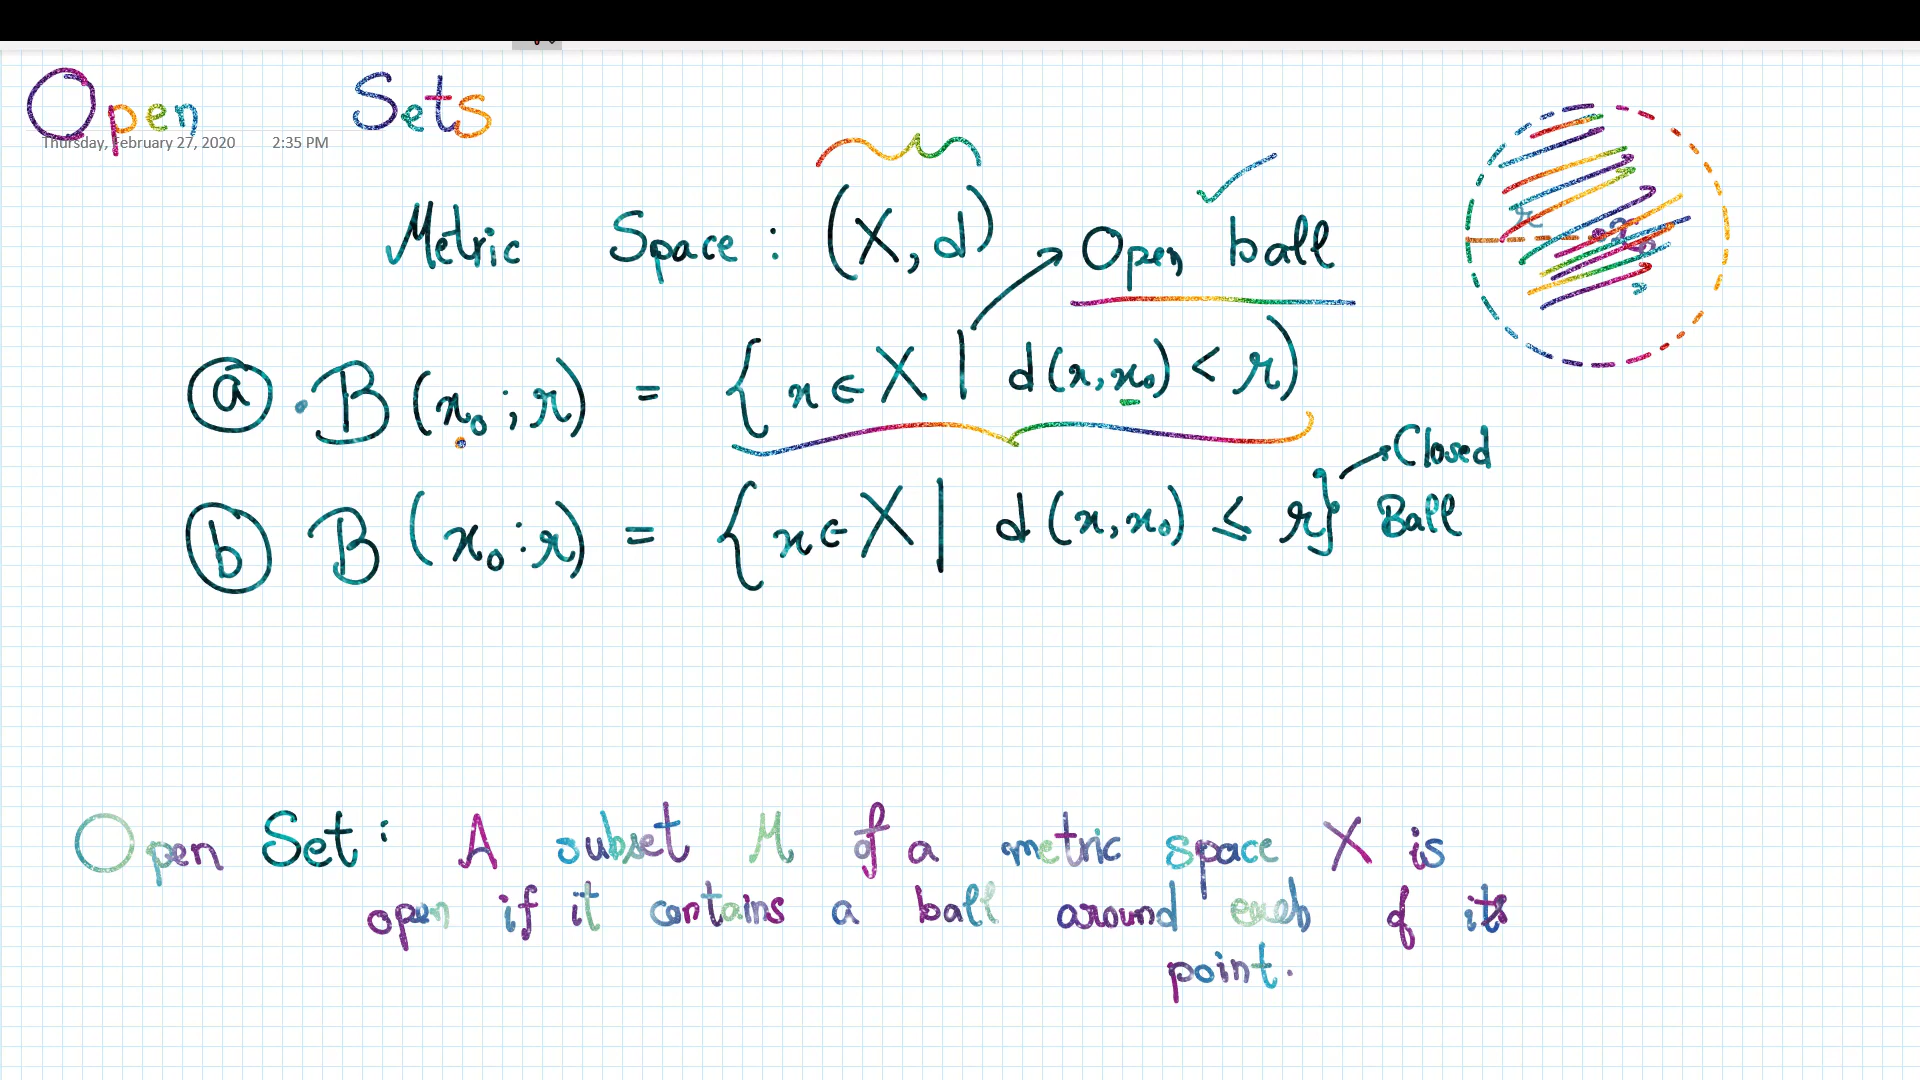 Open Sets
Thursday, February 27, 2020 2:35 PM
Metric Space : (X, d)
Open ball
r x₀
ⓐ . B (x₀ ; r) = { x ∈ X | d(x, x₀) < r )
Closed
Ball
ⓑ B (x₀ : r) = { x ∈ X | d(x, x₀) ≤ r }
Open Set : A subset M of a metric space X is
open if it contains a ball around each of its
point.